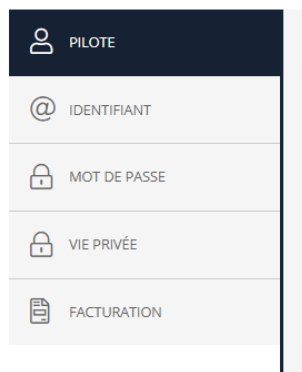 PILOTE
IDENTIFIANT
MOT DE PASSE
VIE PRIVÉE
FACTURATION